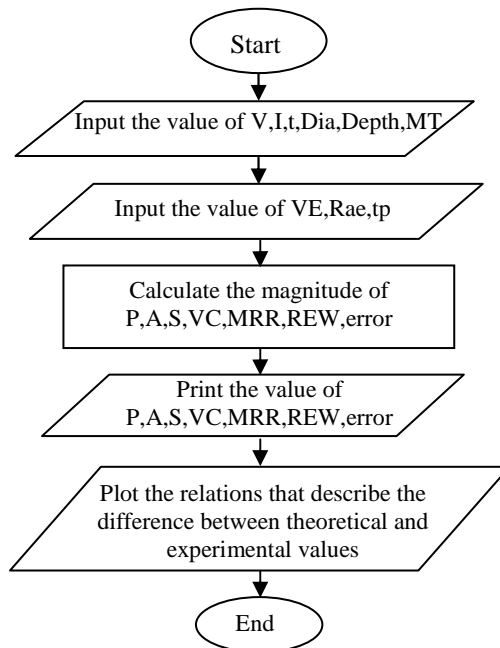 Start
Input the value of V,I,t,Dia,Depth,MT
Input the value of VE,Rae,tp
Calculate the magnitude of
P,A,S,VC,MRR,REW,error
Print the value of
P,A,S,VC,MRR,REW,error
Plot the relations that describe the
difference between theoretical and
experimental values
End